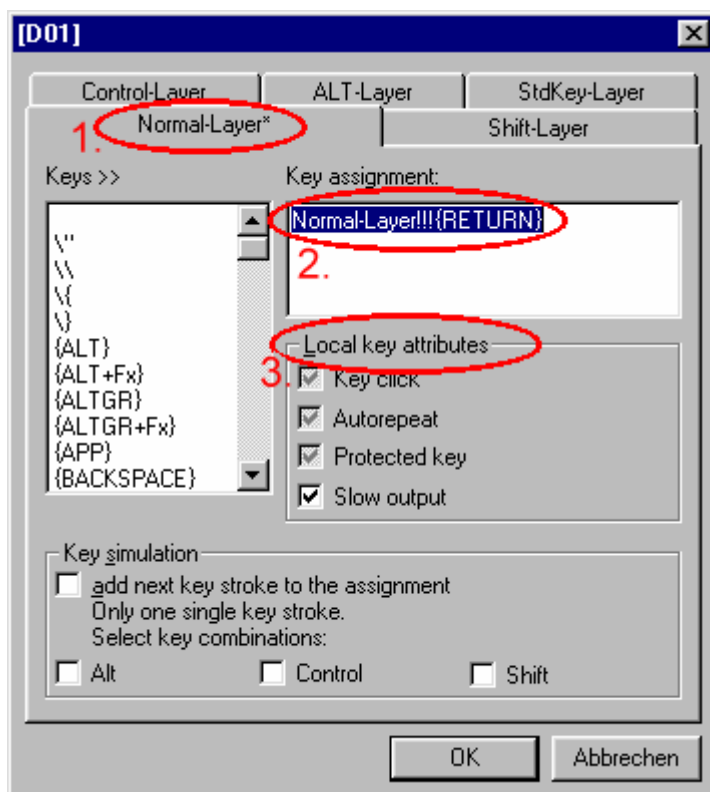 [D01]
Control-Layer ALT-Layer StdKey-Layer
1. Normal-Layer* Shift-Layer
Keys >> Key assignment:
Normal-Layer!!!{RETURN}
2.
\"
\\
\{
\}
{ALT}
{ALT+Fx}
{ALTGR}
{ALTGR+Fx}
{APP}
{BACKSPACE}
3. Local key attributes
Key click
Autorepeat
Protected key
Slow output
Key simulation
add next key stroke to the assignment
Only one single key stroke.
Select key combinations:
Alt Control Shift
OK Abbrechen